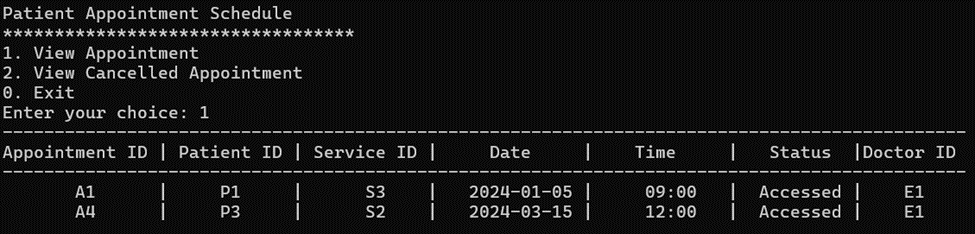 Patient Appointment Schedule
**********************************
1. View Appointment
2. View Cancelled Appointment
0. Exit
Enter your choice: 1
---------------------------------------------------------------------------------------------
Appointment ID | Patient ID | Service ID |     Date     |    Time     |   Status  |Doctor ID
---------------------------------------------------------------------------------------------
       A1      |     P1     |     S3     |   2024-01-05 |     09:00   |  Accessed |    E1
       A4      |     P3     |     S2     |   2024-03-15 |     12:00   |  Accessed |    E1